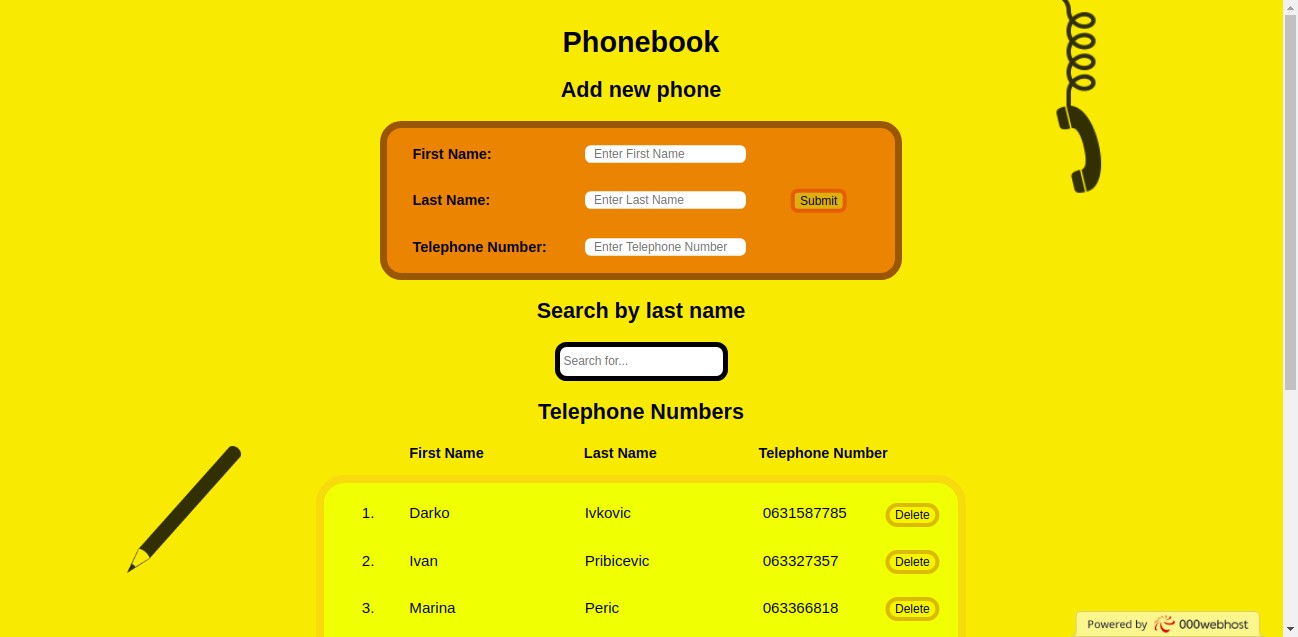 Phonebook
Add new phone
First Name: Enter First Name
Last Name: Enter Last Name Submit
Telephone Number: Enter Telephone Number
Search by last name
Search for...
Telephone Numbers
First Name Last Name Telephone Number
1. Darko Ivkovic 0631587785 Delete
2. Ivan Pribicevic 063327357 Delete
3. Marina Peric 063366818 Delete
Powered by 000webhost